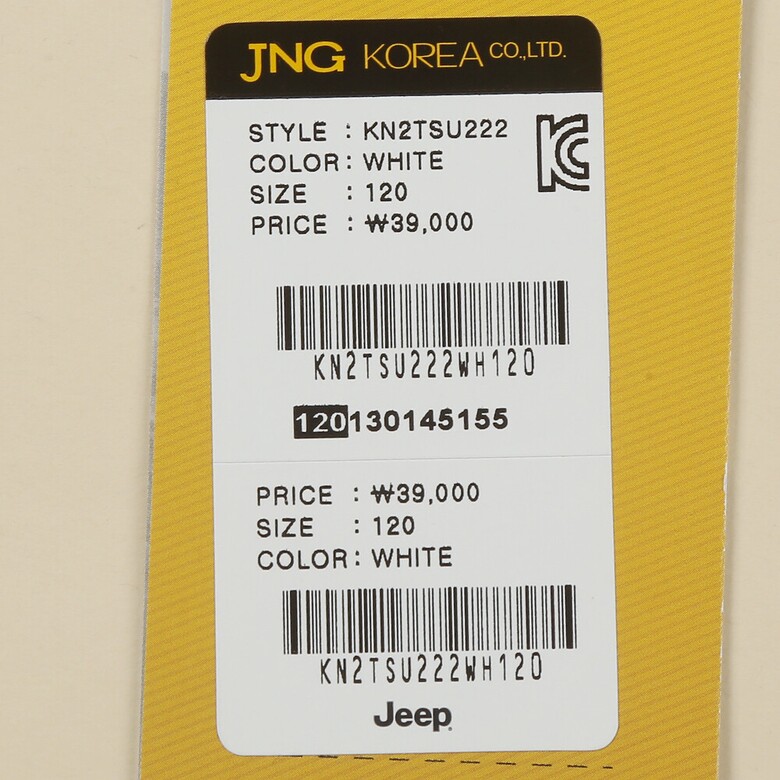 JNG KOREA CO.,LTD.
STYLE : KN2TSU222
COLOR : WHITE
SIZE : 120
PRICE : ₩39,000
KN2TSU222WH120
120130145155
PRICE : ₩39,000
SIZE : 120
COLOR : WHITE
KN2TSU222WH120
Jeep